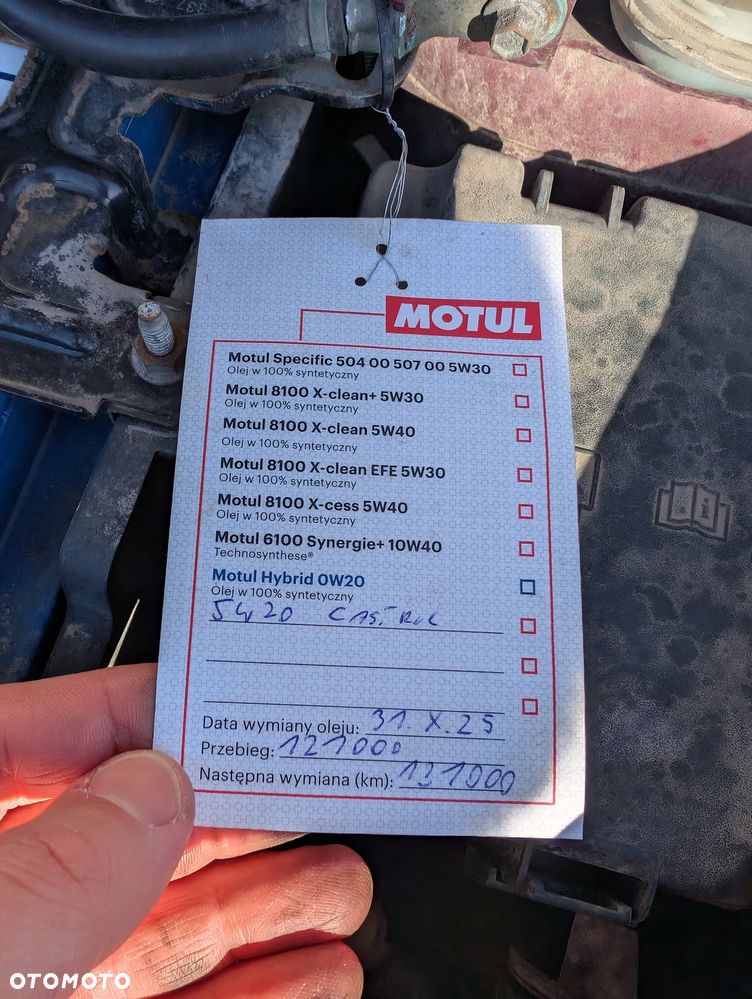 MOTUL
Motul Specific 504 00 507 00 5W30
Olej w 100% syntetyczny
Motul 8100 X-clean+ 5W30
Olej w 100% syntetyczny
Motul 8100 X-clean 5W40
Olej w 100% syntetyczny
Motul 8100 X-clean EFE 5W30
Olej w 100% syntetyczny
Motul 8100 X-cess 5W40
Olej w 100% syntetyczny
Motul 6100 Synergie+ 10W40
Technosynthese®
Motul Hybrid 0W20
Olej w 100% syntetyczny
5W20
Data wymiany oleju: 31.X.25
Przebieg: 121000
Następna wymiana (km): 131000
OTOMOTO